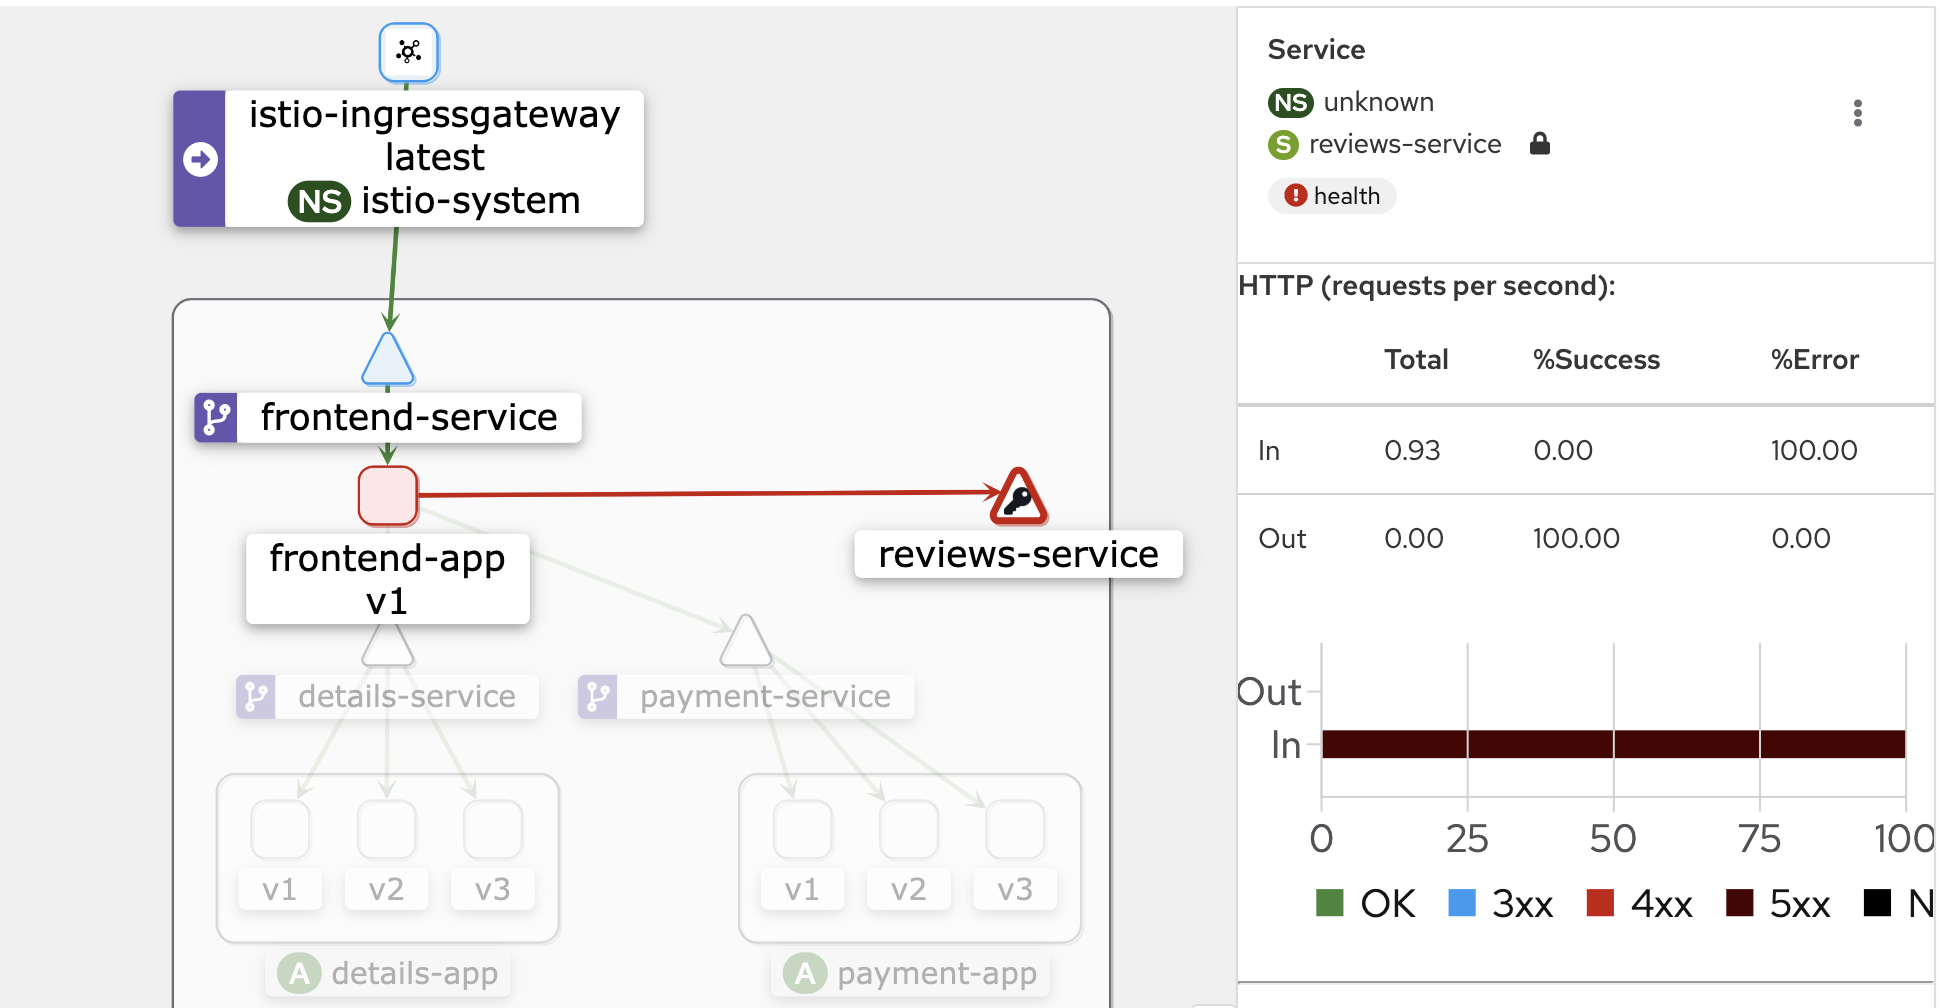 istio-ingressgateway
latest
NS istio-system
frontend-service
frontend-app
v1
reviews-service
details-service
payment-service
v1 v2 v3
v1 v2 v3
A details-app
A payment-app
Service
NS unknown
S reviews-service
health
HTTP (requests per second):
Total %Success %Error
In 0.93 0.00 100.00
Out 0.00 100.00 0.00
Out
In
0 25 50 75 100
OK 3xx 4xx 5xx N